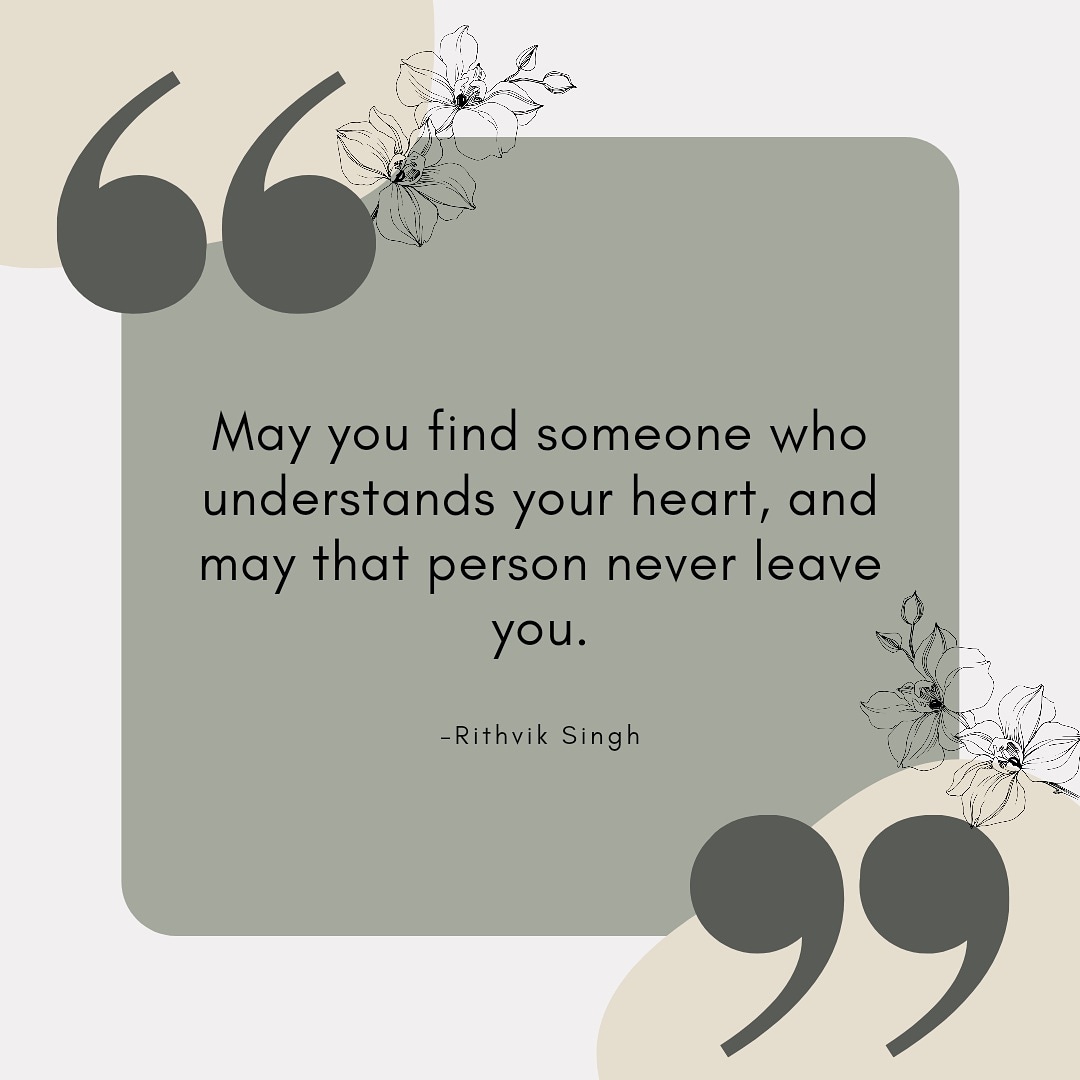 May you find someone who
understands your heart, and
may that person never leave
you.
-Rithvik Singh